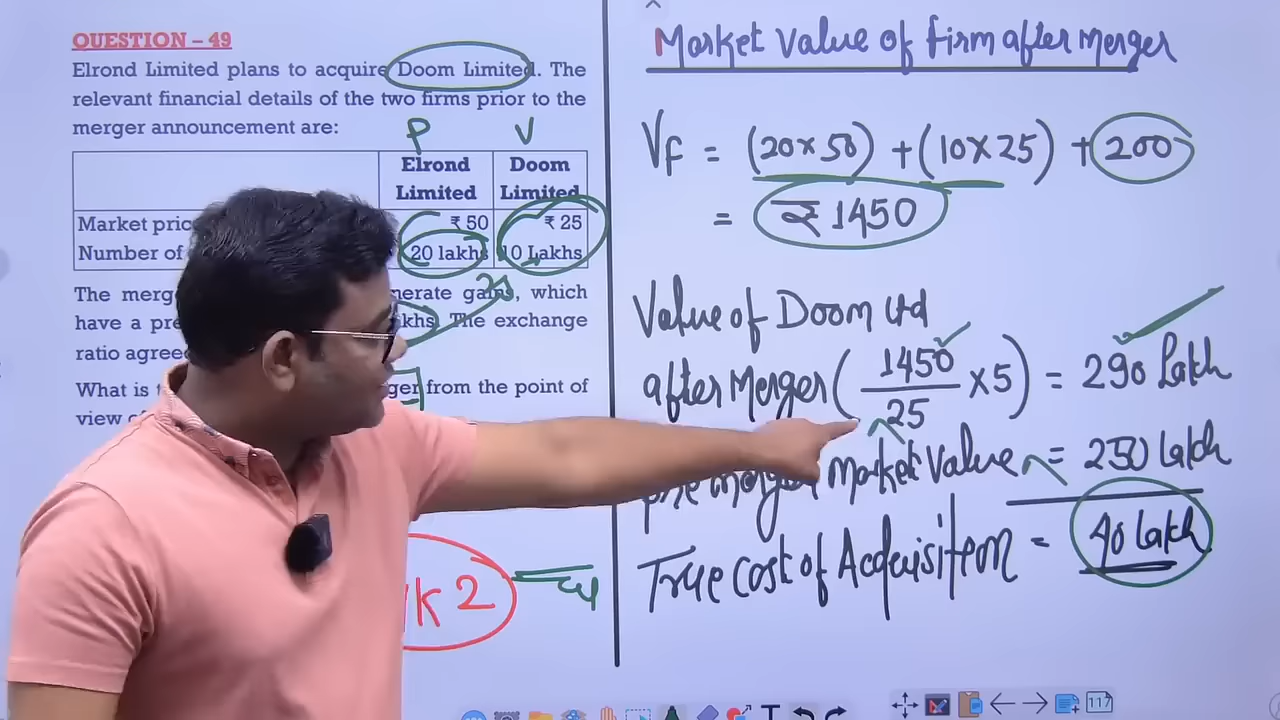 QUESTION – 49
Elrond Limited plans to acquire Doom Limited. The
relevant financial details of the two firms prior to the
merger announcement are:
P V
Elrond Limited Doom Limited
Market pric ₹ 50 ₹ 25
Number of 20 lakhs 10 Lakhs
The merg nerate gains, which
have a pre khs. The exchange
ratio agree
What is ger from the point of
view o
K2
Market Value of firm after merger
Vf = (20×50) + (10×25) + 200
= ₹1450
Value of Doom Ltd
after Merger ( 1450/25 ×5) = 290 Lakh
Market Value = 250 Lakh
True Cost of Acquisition = 40 Lakh
117